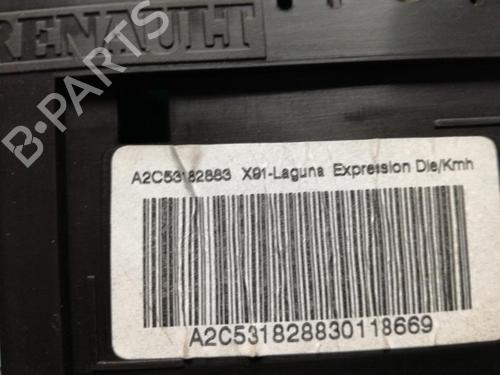 RENAULT
B-PARTS
A2C53182883 X91-Laguna Expression Die/Kmh
A2C531828830118669